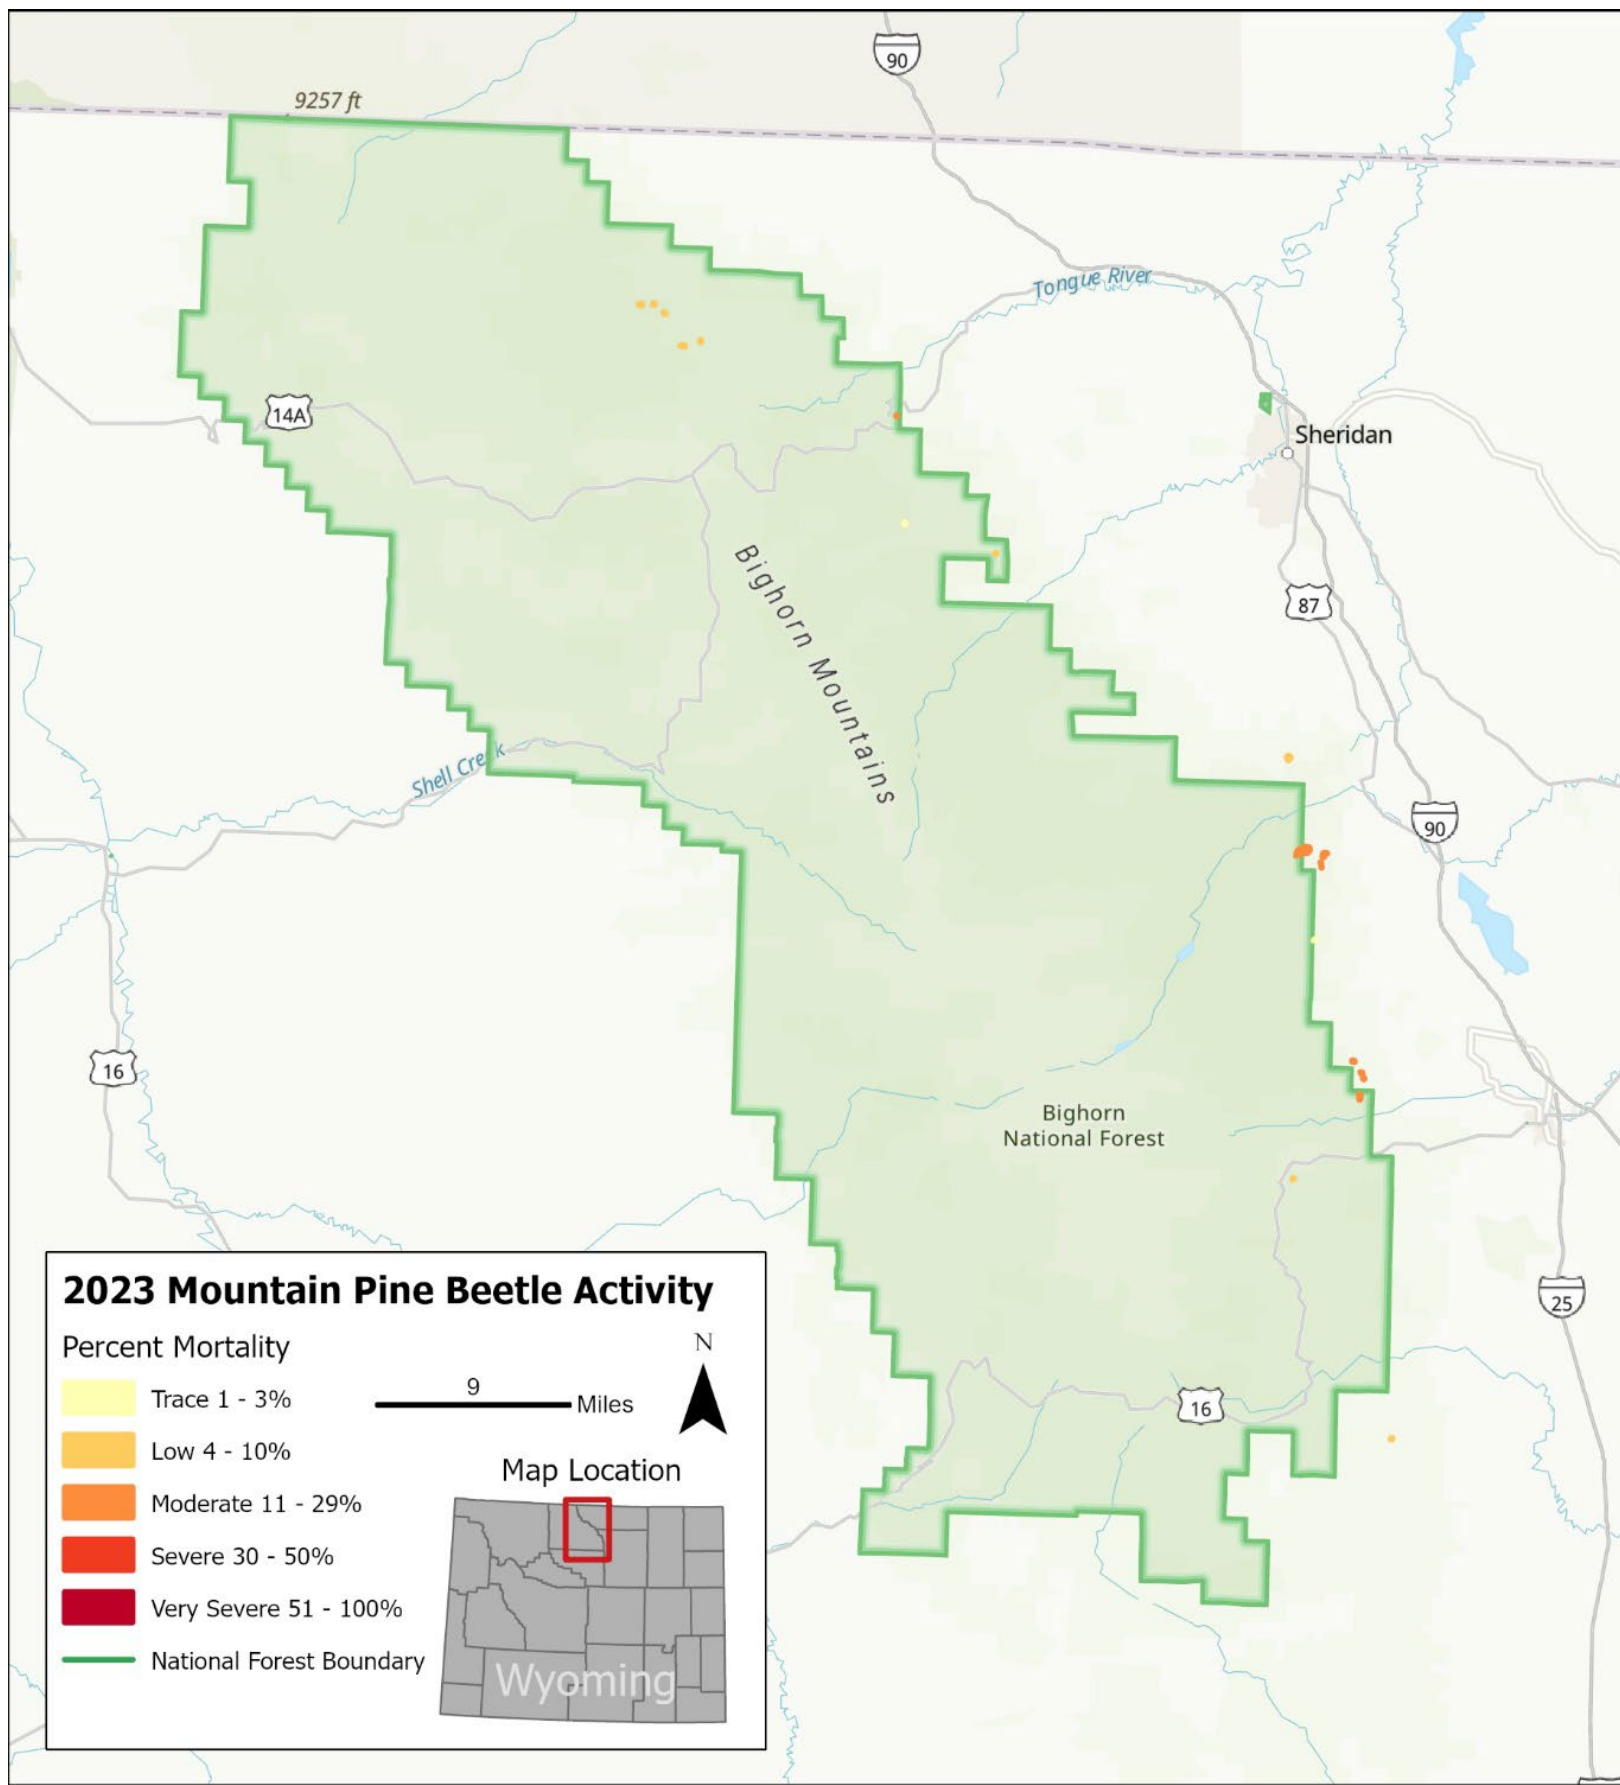 90
9257 ft
Tongue River
14A
Sheridan
87
Bighorn Mountains
Shell Creek
90
16
Bighorn
National Forest
25
16
2023 Mountain Pine Beetle Activity
Percent Mortality
N
Trace 1 - 3%
9
Miles
Low 4 - 10%
Map Location
Moderate 11 - 29%
Severe 30 - 50%
Very Severe 51 - 100%
National Forest Boundary
Wyoming